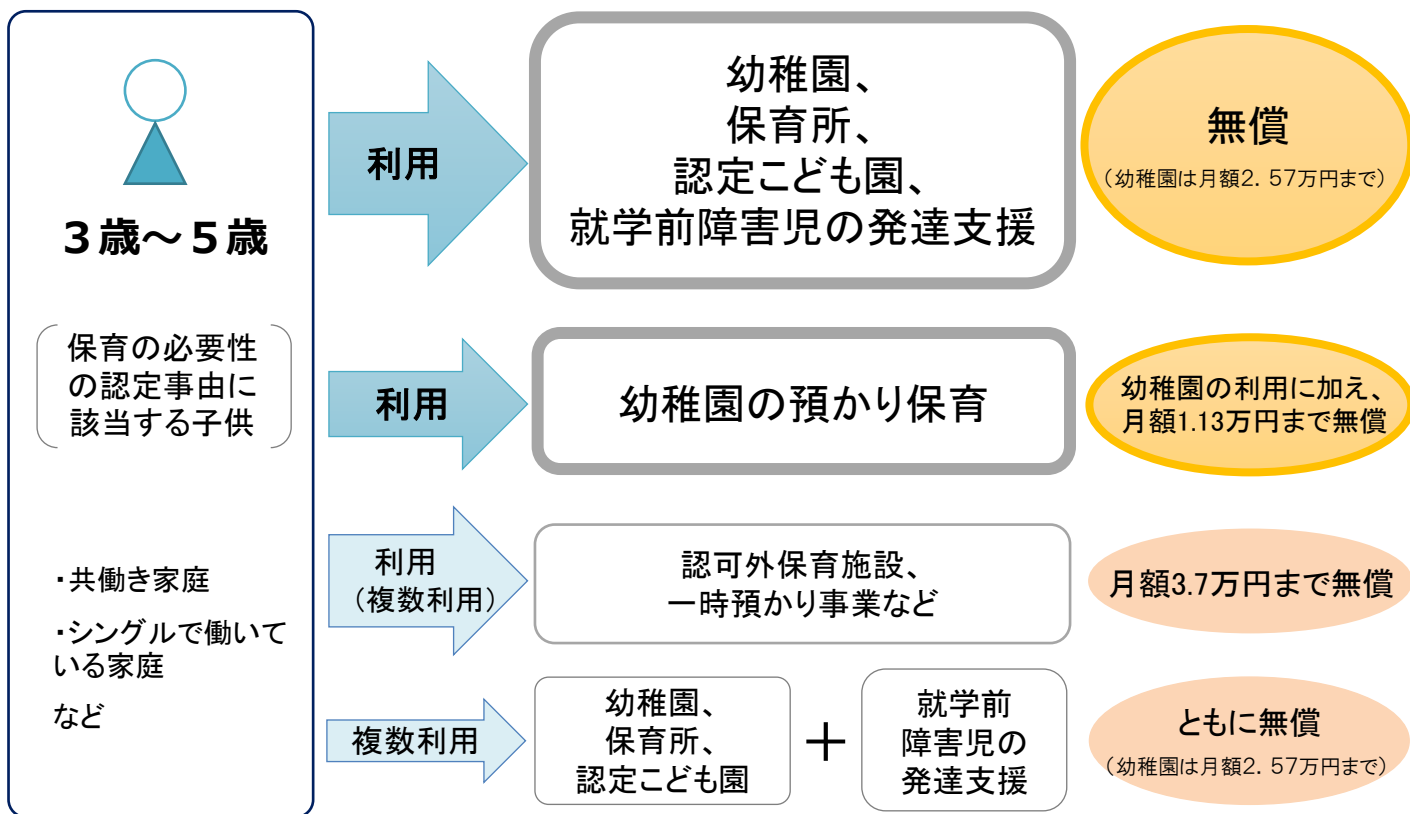 ３歳～５歳
保育の必要性
の認定事由に
該当する子供
・共働き家庭
・シングルで働いて
いる家庭
など
利用
幼稚園、
保育所、
認定こども園、
就学前障害児の発達支援
無償
（幼稚園は月額2．57万円まで）
利用
幼稚園の預かり保育
幼稚園の利用に加え、
月額1.13万円まで無償
利用
（複数利用）
認可外保育施設、
一時預かり事業など
月額3.7万円まで無償
複数利用
幼稚園、
保育所、
認定こども園
＋
就学前
障害児の
発達支援
ともに無償
（幼稚園は月額2．57万円まで）